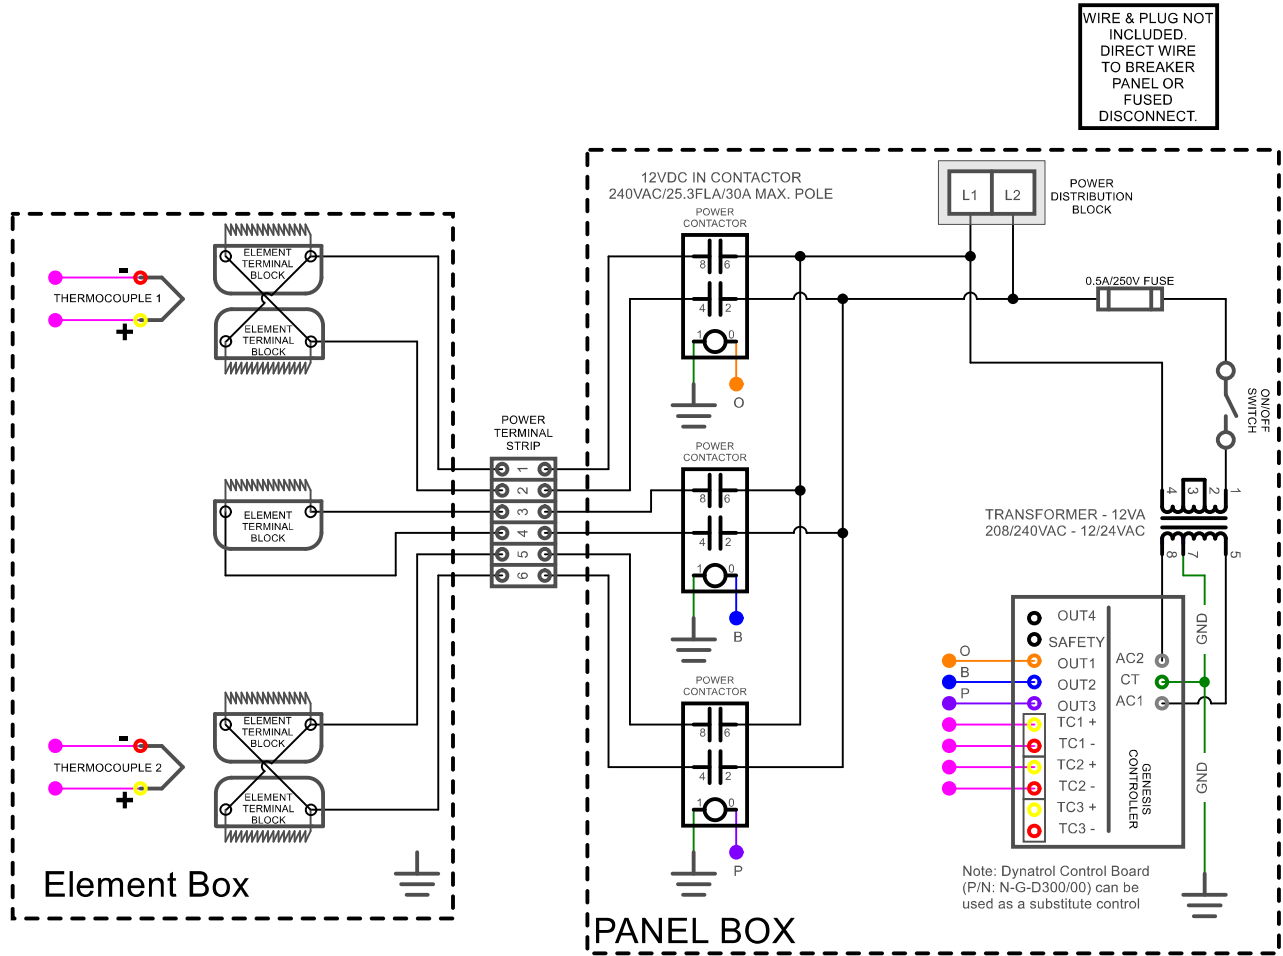 WIRE & PLUG NOT
INCLUDED.
DIRECT WIRE
TO BREAKER
PANEL OR
FUSED
DISCONNECT.
12VDC IN CONTACTOR
240VAC/25.3FLA/30A MAX. POLE
POWER
CONTACTOR
8 6
4 2
1 0
O
L1 L2
POWER
DISTRIBUTION
BLOCK
0.5A/250V FUSE
ON/OFF
SWITCH
ELEMENT
TERMINAL
BLOCK
ELEMENT
TERMINAL
BLOCK
-
THERMOCOUPLE 1
+
POWER
TERMINAL
STRIP
1
2
3
4
5
6
ELEMENT
TERMINAL
BLOCK
POWER
CONTACTOR
8 6
4 2
1 0
B
4 3 2 1
TRANSFORMER - 12VA
208/240VAC - 12/24VAC
8 7 5
GND
GND
POWER
CONTACTOR
8 6
4 2
1 0
P
ELEMENT
TERMINAL
BLOCK
ELEMENT
TERMINAL
BLOCK
-
THERMOCOUPLE 2
+
O
B
P
OUT4
SAFETY
OUT1
OUT2
OUT3
TC1 +
TC1 -
TC2 +
TC2 -
TC3 +
TC3 -
AC2
CT
AC1
GENESIS
CONTROLLER
Note: Dynatrol Control Board
(P/N: N-G-D300/00) can be
used as a substitute control
Element Box
PANEL BOX